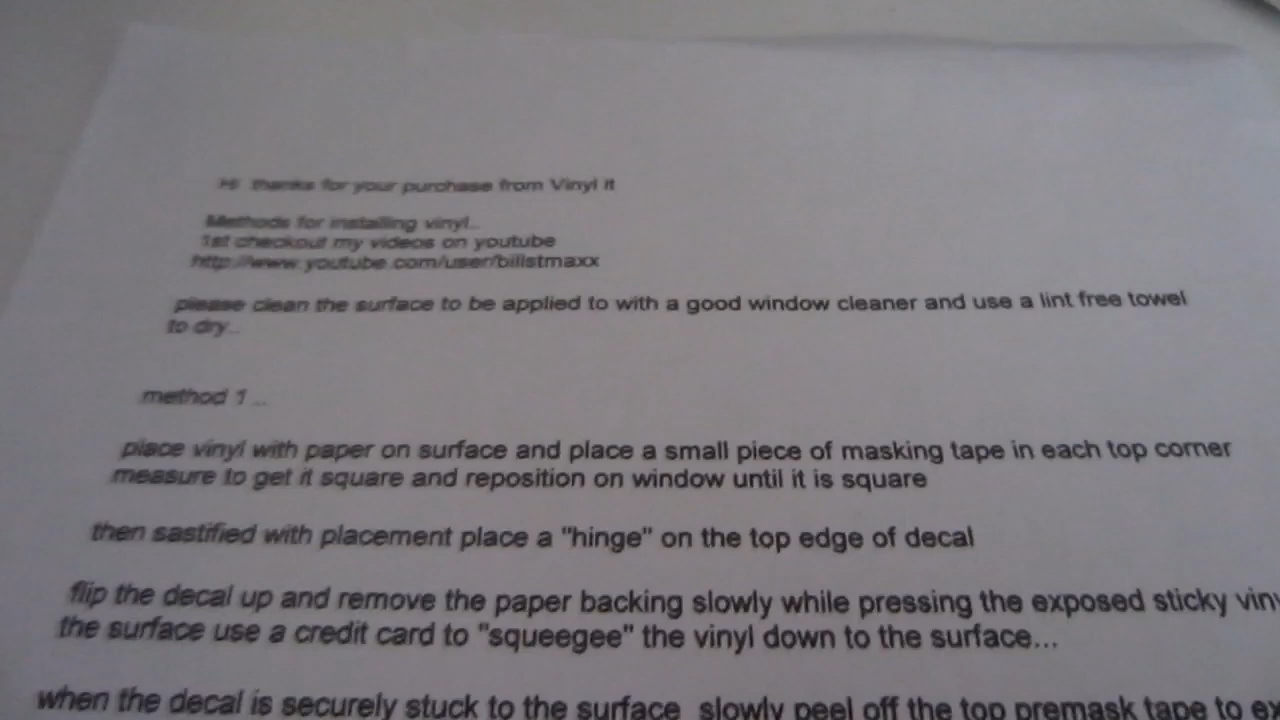 Hi thanks for your purchase from Vinyl It
Methods for installing vinyl..
1st checkout my videos on youtube
http://www.youtube.com/user/billstmaxx
please clean the surface to be applied to with a good window cleaner and use a lint free towel
to dry..
method 1 ...
place vinyl with paper on surface and place a small piece of masking tape in each top corner
measure to get it square and reposition on window until it is square
then sastified with placement place a "hinge" on the top edge of decal
flip the decal up and remove the paper backing slowly while pressing the exposed sticky
the surface use a credit card to "squeegee" the vinyl down to the surface...
when the decal is securely stuck to the surface slowly peel off the top premask tape to